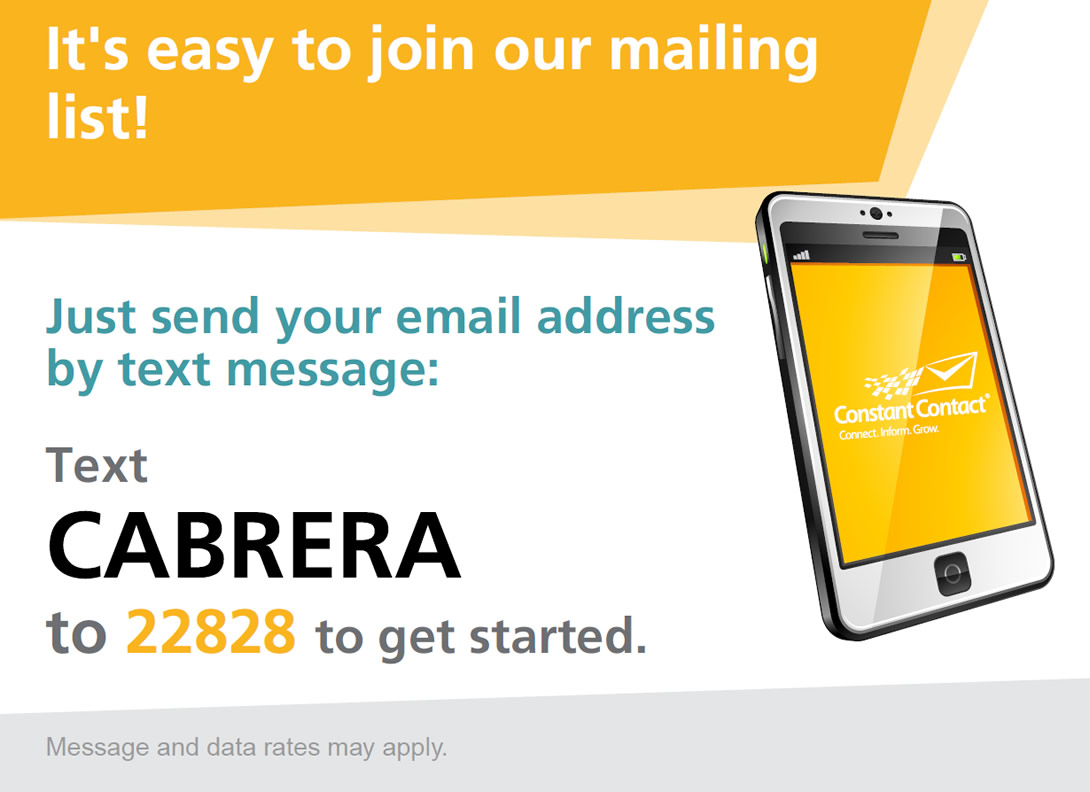 It's easy to join our mailing
list!
Just send your email address
by text message:
Text
CABRERA
to 22828 to get started.
Constant Contact®
Connect. Inform. Grow.
Message and data rates may apply.